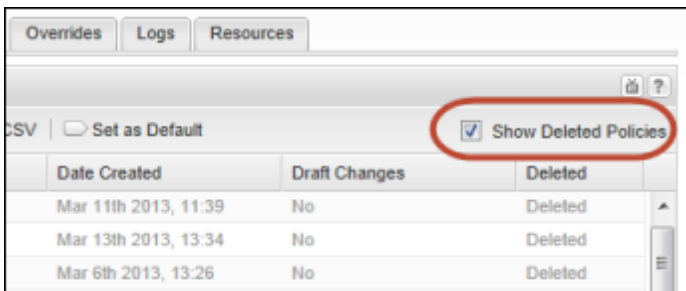 Overrides Logs Resources
?
CSV Set as Default Show Deleted Policies
Date Created Draft Changes Deleted
Mar 11th 2013, 11:39 No Deleted
Mar 13th 2013, 13:34 No Deleted
Mar 6th 2013, 13:26 No Deleted